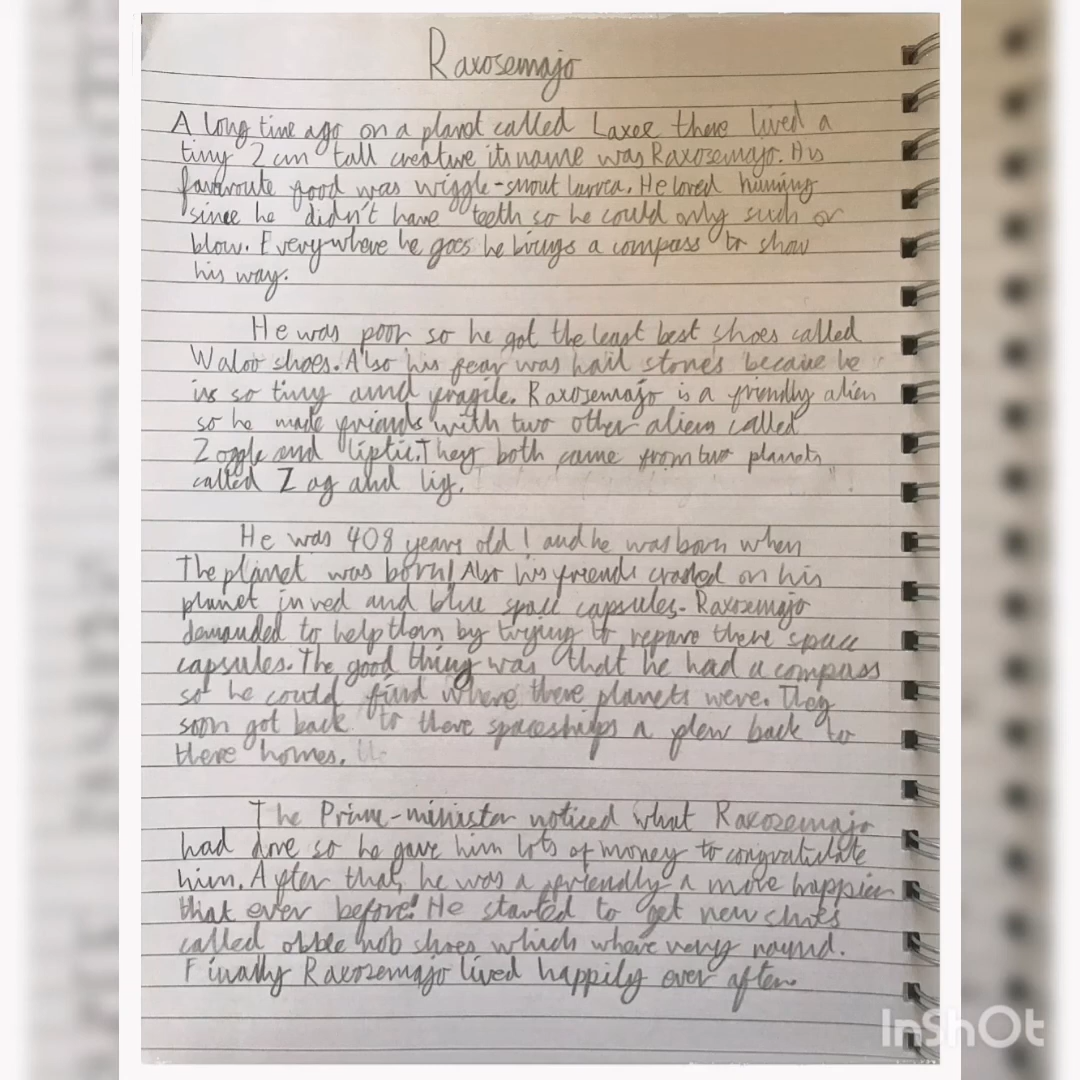 Raxosemajo
A long time ago on a planet called Laxer there lived a
tiny 2 cm tall creature its name was Raxosemajo. His
favouroute food was wiggle-snout larvea. He loved huming
since he didn't have teeth so he could only such or
blow. Everywhere he goes he brings a compass to show
his way.
He was poor so he got the least best shoes called
Waloo shoes. Also his fear was hail stones because he
is so tiny and fragile. Raxosemajo is a friendly alien
so he made friends with two other aliens called
Zoggle and liptic. They both came from two planets
called Zag and lig.
He was 408 years old! and he was born when
The planet was born! Also his friends crashed on his
planet in red and blue space capsules. Raxosemajo
demanded to help them by trying to repare there space
capsules. The good thing was that he had a compass
so he could find where there planets were. They
soon got back to there spaceships a flew back to
there homes.
The Prime-minister noticed what Raxosemajo
had done so he gave him lots of money to congratulate
him. After that, he was a friendly a more happier
that ever before! He started to get new shoes
called obble nob shoes which where very round.
Finally Raxosemajo lived happily ever after.
InShOt